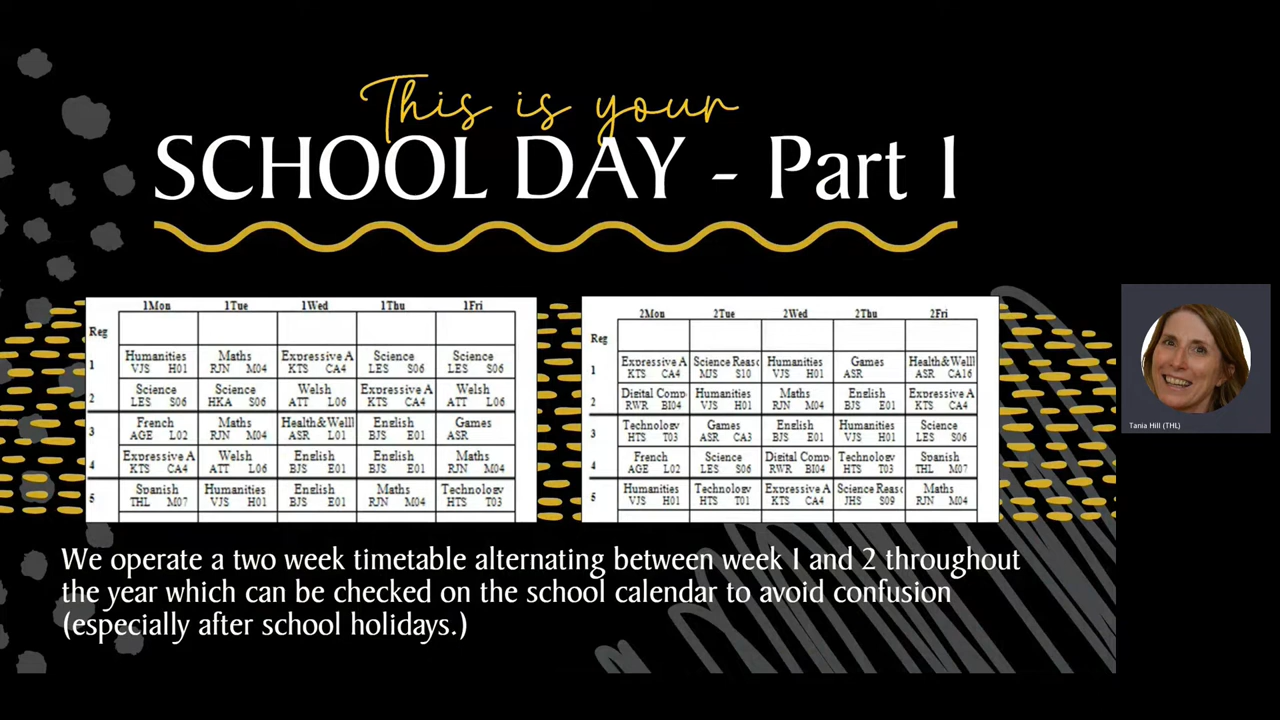 This is your
SCHOOL DAY - Part 1
1Mon 1Tue 1Wed 1Thu 1Fri
Reg
1 Humanities Maths Expressive A Science Science
VJS H01 RJN M04 KTS CA4 LES S06 LES S06
2 Science Science Welsh Expressive A Welsh
LES S06 HKA S06 ATT L06 KTS CA4 ATT L06
3 French Maths Health&Welll English Games
AGE L02 RJN M04 ASR L01 BJS E01 ASR
4 Expressive A Welsh English English Maths
KTS CA4 ATT L06 BJS E01 BJS E01 RJN M04
5 Spanish Humanities English Maths Technology
THL M07 VJS H01 BJS E01 RJN M04 HTS T03
2Mon 2Tue 2Wed 2Thu 2Fri
Reg
1 Expressive A Science Reasc Humanities Games Health&Welll
KTS CA4 MJS S10 VJS H01 ASR ASR CA16
2 Digital Comp Humanities Maths English Expressive A
RWR BI04 VJS H01 RJN M04 BJS E01 KTS CA4
3 Technology Games English Humanities Science
HTS T03 ASR CA3 BJS E01 VJS H01 LES S06
4 French Science Digital Comp Technology Spanish
AGE L02 LES S06 RWR BI04 HTS T03 THL M07
5 Humanities Technology Expressive A Science Reasc Maths
VJS H01 HTS T01 KTS CA4 JHS S09 RJN M04
We operate a two week timetable alternating between week 1 and 2 throughout
the year which can be checked on the school calendar to avoid confusion
(especially after school holidays.)
Tania Hill (THL)